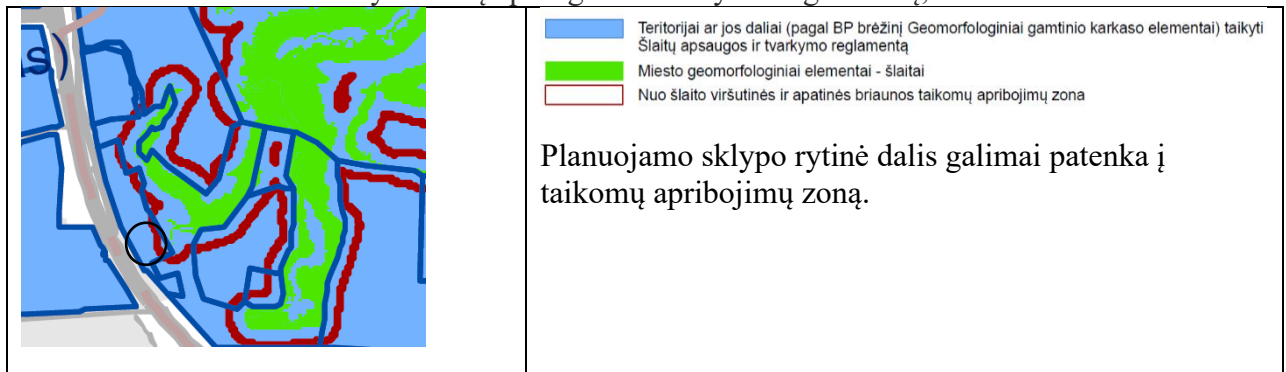 s)
Teritorijai ar jos daliai (pagal BP brėžinį Geomorfologiniai gamtinio karkaso elementai) taikyti
Šlaitų apsaugos ir tvarkymo reglamentą
Miesto geomorfologiniai elementai - šlaitai
Nuo šlaito viršutinės ir apatinės briaunos taikomų apribojimų zona
Planuojamo sklypo rytinė dalis galimai patenka į
taikomų apribojimų zoną.